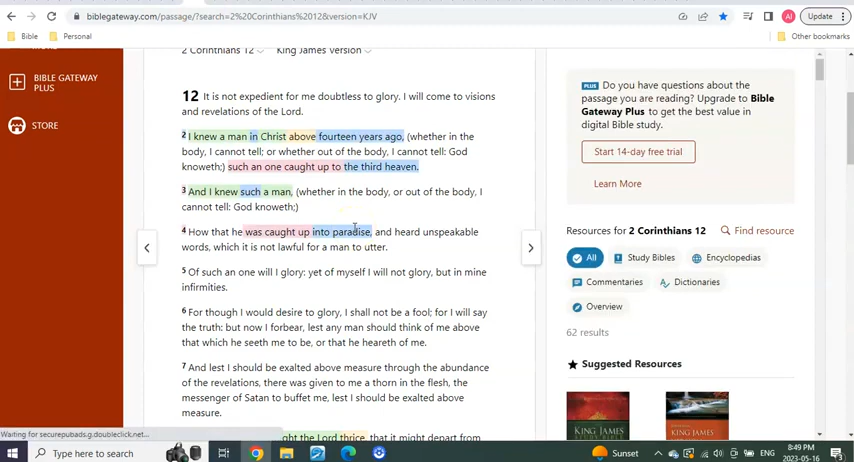 biblegateway.com/passage/?search=2%20Corinthians%2012&version=KJV
AI
Update
Bible
Personal
Other bookmarks
BIBLE GATEWAY
PLUS
STORE
2 Corinthians 12
King James Version
12 It is not expedient for me doubtless to glory. I will come to visions
and revelations of the Lord.
2 I knew a man in Christ above fourteen years ago, (whether in the
body, I cannot tell; or whether out of the body, I cannot tell: God
knoweth;) such an one caught up to the third heaven.
3 And I knew such a man, (whether in the body, or out of the body, I
cannot tell: God knoweth;)
4 How that he was caught up into paradise, and heard unspeakable
words, which it is not lawful for a man to utter.
5 Of such an one will I glory: yet of myself I will not glory, but in mine
infirmities.
6 For though I would desire to glory, I shall not be a fool; for I will say
the truth: but now I forbear, lest any man should think of me above
that which he seeth me to be, or that he heareth of me.
7 And lest I should be exalted above measure through the abundance
of the revelations, there was given to me a thorn in the flesh, the
messenger of Satan to buffet me, lest I should be exalted above
measure.
ght the Lord thrice, that it might depart from
PLUS Do you have questions about the
passage you are reading? Upgrade to Bible
Gateway Plus to get the best value in
digital Bible study.
Start 14-day free trial
Learn More
Resources for 2 Corinthians 12
Find resource
All
Study Bibles
Encyclopedias
Commentaries
Dictionaries
Overview
62 results
Suggested Resources
KING JAMES
KING JAMES
Waiting for securepubads.g.doubleclick.net...
Type here to search
Sunset
ENG
8:49 PM
2023-05-16